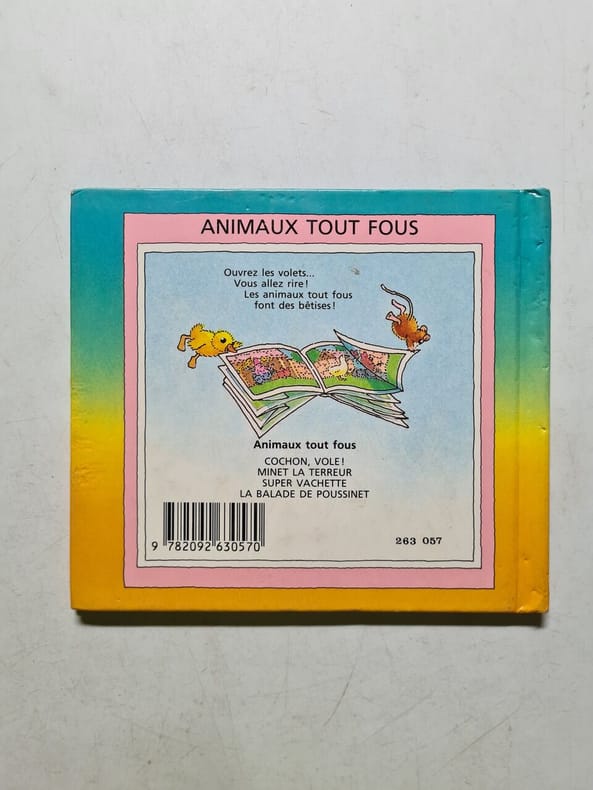 ANIMAUX TOUT FOUS
Ouvrez les volets...
Vous allez rire!
Les animaux tout fous
font des bêtises!
Animaux tout fous
COCHON, VOLE!
MINET LA TERREUR
SUPER VACHETTE
LA BALADE DE POUSSINET
9 782092 630570
263 057